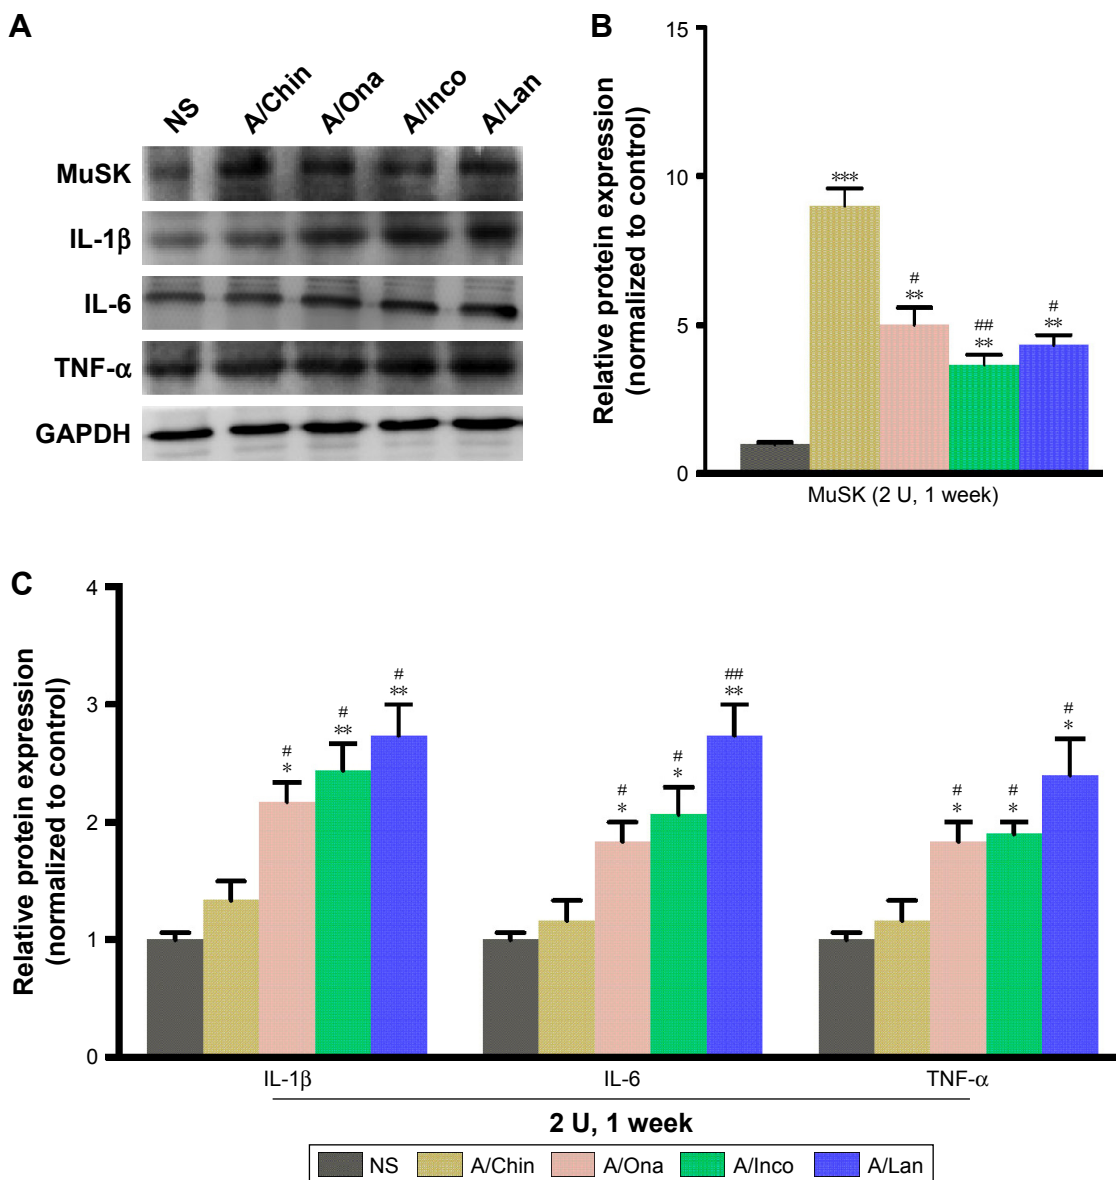 A
NS A/Chin A/Ona A/Inco A/Lan
MuSK
IL-1β
IL-6
TNF-α
GAPDH
B
Relative protein expression
(normalized to control)
15
10
5
0
***
#
**
##
**
#
**
MuSK (2 U, 1 week)
C
Relative protein expression
(normalized to control)
4
3
2
1
0
#
*
#
**
#
**
#
*
#
*
##
**
#
*
#
*
#
*
IL-1β IL-6 TNF-α
2 U, 1 week
NS A/Chin A/Ona A/Inco A/Lan